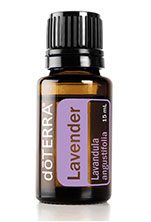 dōTERRA
Lavender
Lavandula
angustifolia
15 mL